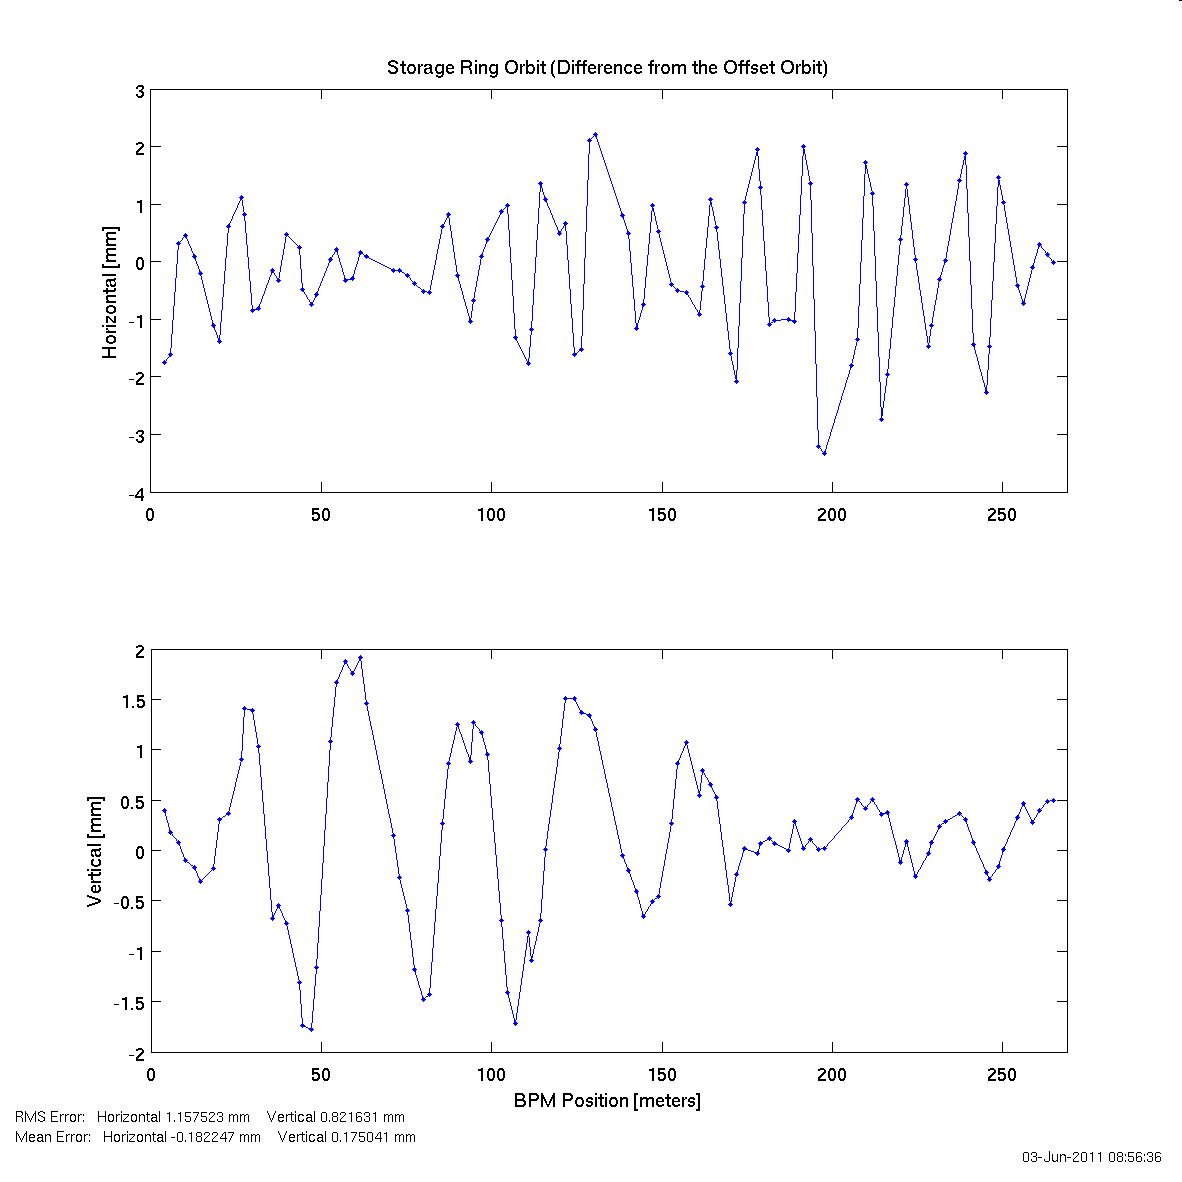 Storage Ring Orbit (Difference from the Offset Orbit)
3
2
1
0
-1
-2
-3
-4
Horizontal [mm]
0 50 100 150 200 250
2
1.5
1
0.5
0
-0.5
-1
-1.5
-2
Vertical [mm]
0 50 100 150 200 250
BPM Position [meters]
RMS Error: Horizontal 1.157523 mm Vertical 0.821631 mm
Mean Error: Horizontal -0.182247 mm Vertical 0.175041 mm
03-Jun-2011 08:56:36